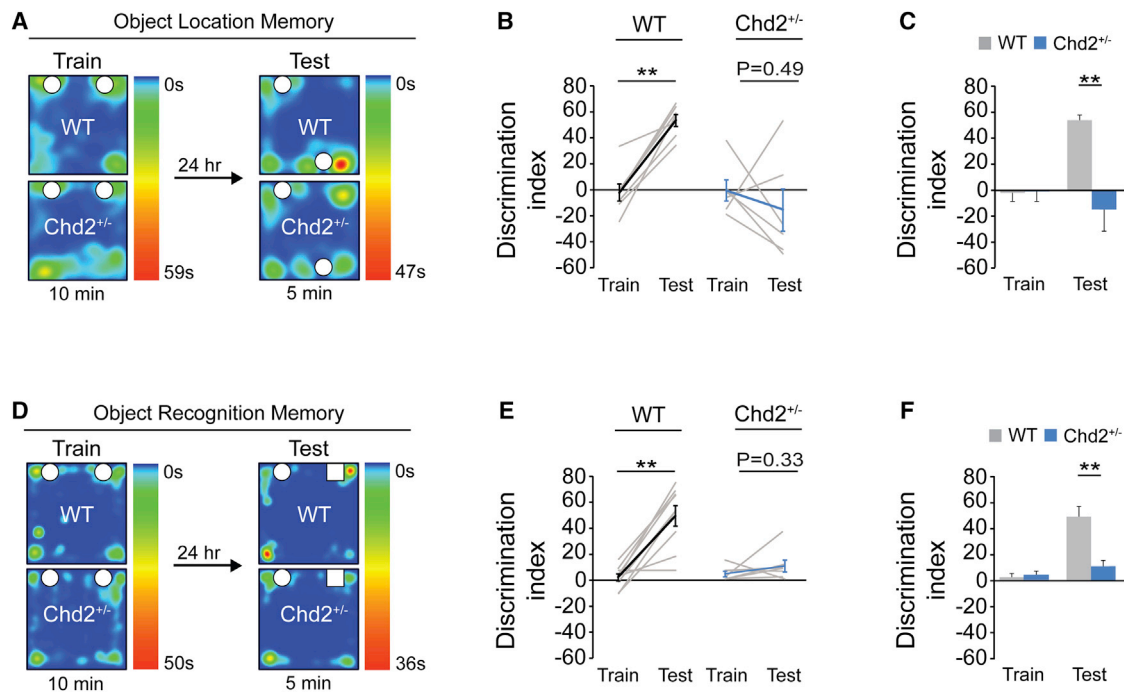 A
Object Location Memory
Train
Test
WT
Chd2+/-
0s
59s
24 hr
WT
Chd2+/-
0s
47s
10 min
5 min
B
WT
Chd2+/-
**
P=0.49
Discrimination
index
80
60
40
20
0
-20
-40
-60
Train
Test
Train
Test
C
WT
Chd2+/-
**
Discrimination
index
80
60
40
20
0
-20
-40
-60
Train
Test
D
Object Recognition Memory
Train
Test
WT
Chd2+/-
0s
50s
24 hr
WT
Chd2+/-
0s
36s
10 min
5 min
E
WT
Chd2+/-
**
P=0.33
Discrimination
index
80
60
40
20
0
-20
-40
-60
Train
Test
Train
Test
F
WT
Chd2+/-
**
Discrimination
index
80
60
40
20
0
-20
-40
-60
Train
Test